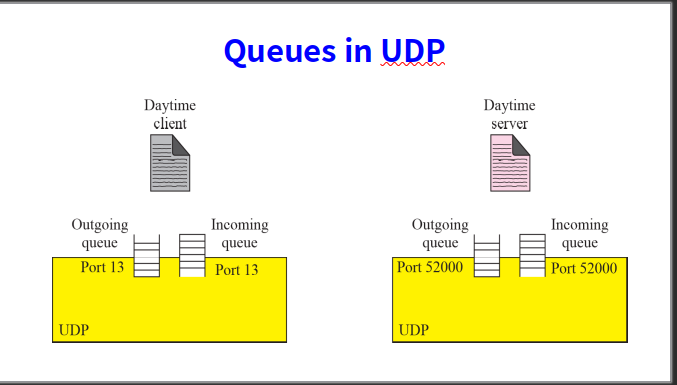 Queues in UDP
Daytime
client
Daytime
server
Outgoing
queue
Incoming
queue
Outgoing
queue
Incoming
queue
Port 13
Port 13
Port 52000
Port 52000
UDP
UDP